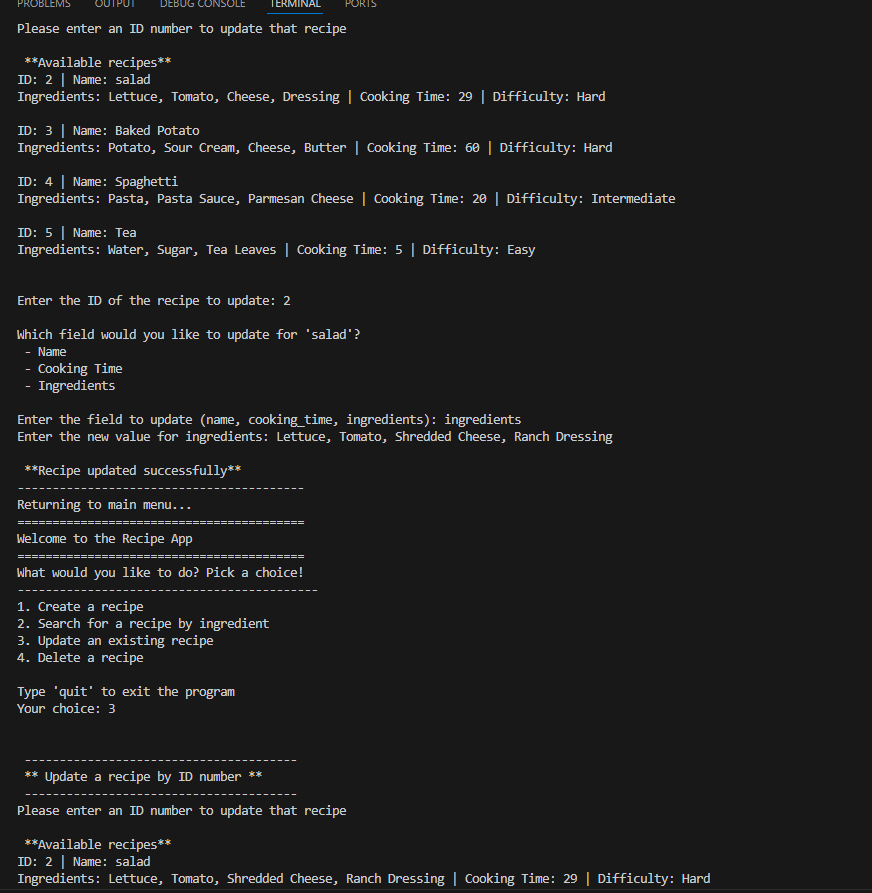 PROBLEMS OUTPUT DEBUG CONSOLE TERMINAL PORTS
Please enter an ID number to update that recipe
**Available recipes**
ID: 2 | Name: salad
Ingredients: Lettuce, Tomato, Cheese, Dressing | Cooking Time: 29 | Difficulty: Hard
ID: 3 | Name: Baked Potato
Ingredients: Potato, Sour Cream, Cheese, Butter | Cooking Time: 60 | Difficulty: Hard
ID: 4 | Name: Spaghetti
Ingredients: Pasta, Pasta Sauce, Parmesan Cheese | Cooking Time: 20 | Difficulty: Intermediate
ID: 5 | Name: Tea
Ingredients: Water, Sugar, Tea Leaves | Cooking Time: 5 | Difficulty: Easy
Enter the ID of the recipe to update: 2
Which field would you like to update for 'salad'?
- Name
- Cooking Time
- Ingredients
Enter the field to update (name, cooking_time, ingredients): ingredients
Enter the new value for ingredients: Lettuce, Tomato, Shredded Cheese, Ranch Dressing
**Recipe updated successfully**
-----------------------------------------
Returning to main menu...
=========================================
Welcome to the Recipe App
=========================================
What would you like to do? Pick a choice!
-------------------------------------------
1. Create a recipe
2. Search for a recipe by ingredient
3. Update an existing recipe
4. Delete a recipe
Type 'quit' to exit the program
Your choice: 3
---------------------------------------
** Update a recipe by ID number **
---------------------------------------
Please enter an ID number to update that recipe
**Available recipes**
ID: 2 | Name: salad
Ingredients: Lettuce, Tomato, Shredded Cheese, Ranch Dressing | Cooking Time: 29 | Difficulty: Hard